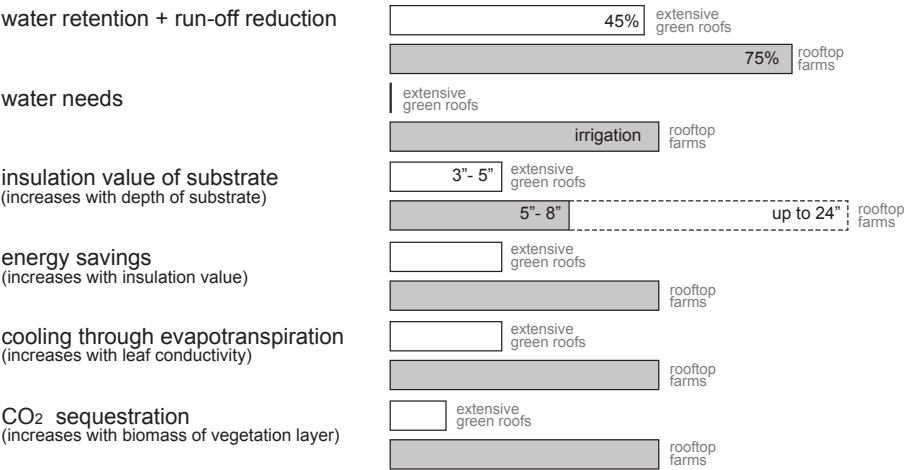 water retention + run-off reduction
45%
extensive
green roofs
75%
rooftop
farms
water needs
extensive
green roofs
irrigation
rooftop
farms
insulation value of substrate
(increases with depth of substrate)
3”- 5”
extensive
green roofs
5”- 8”
up to 24”
rooftop
farms
energy savings
(increases with insulation value)
extensive
green roofs
rooftop
farms
cooling through evapotranspiration
(increases with leaf conductivity)
extensive
green roofs
rooftop
farms
CO2 sequestration
(increases with biomass of vegetation layer)
extensive
green roofs
rooftop
farms